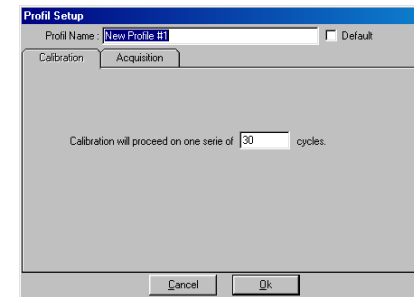 Profil Setup
Profil Name : New Profile #1 Default
Calibration Acquisition
Calibration will proceed on one serie of 30 cycles.
Cancel Ok